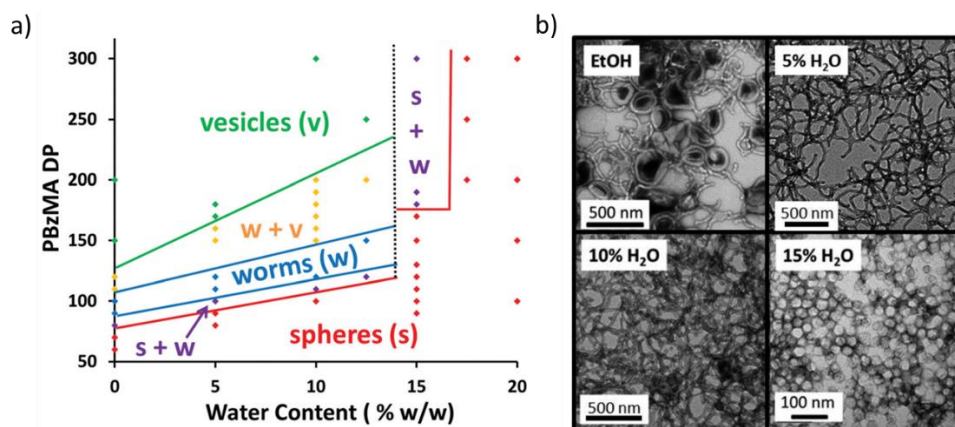 a)
300
250
200
150
100
50
PBzMA DP
vesicles (v)
w + v
worms (w)
s + w
spheres (s)
s
+
w
0
5
10
15
20
Water Content ( % w/w)
b)
EtOH
500 nm
5% H₂O
500 nm
10% H₂O
500 nm
15% H₂O
100 nm